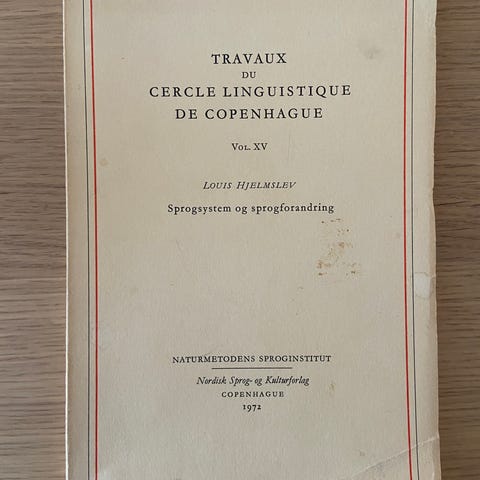 TRAVAUX
DU
CERCLE LINGUISTIQUE
DE COPENHAGUE
VOL. XV
LOUIS HJELMSLEV
Sprogsystem og sprogforandring
NATURMETODENS SPROGINSTITUT
Nordisk Sprog- og Kulturforlag
COPENHAGUE
1972